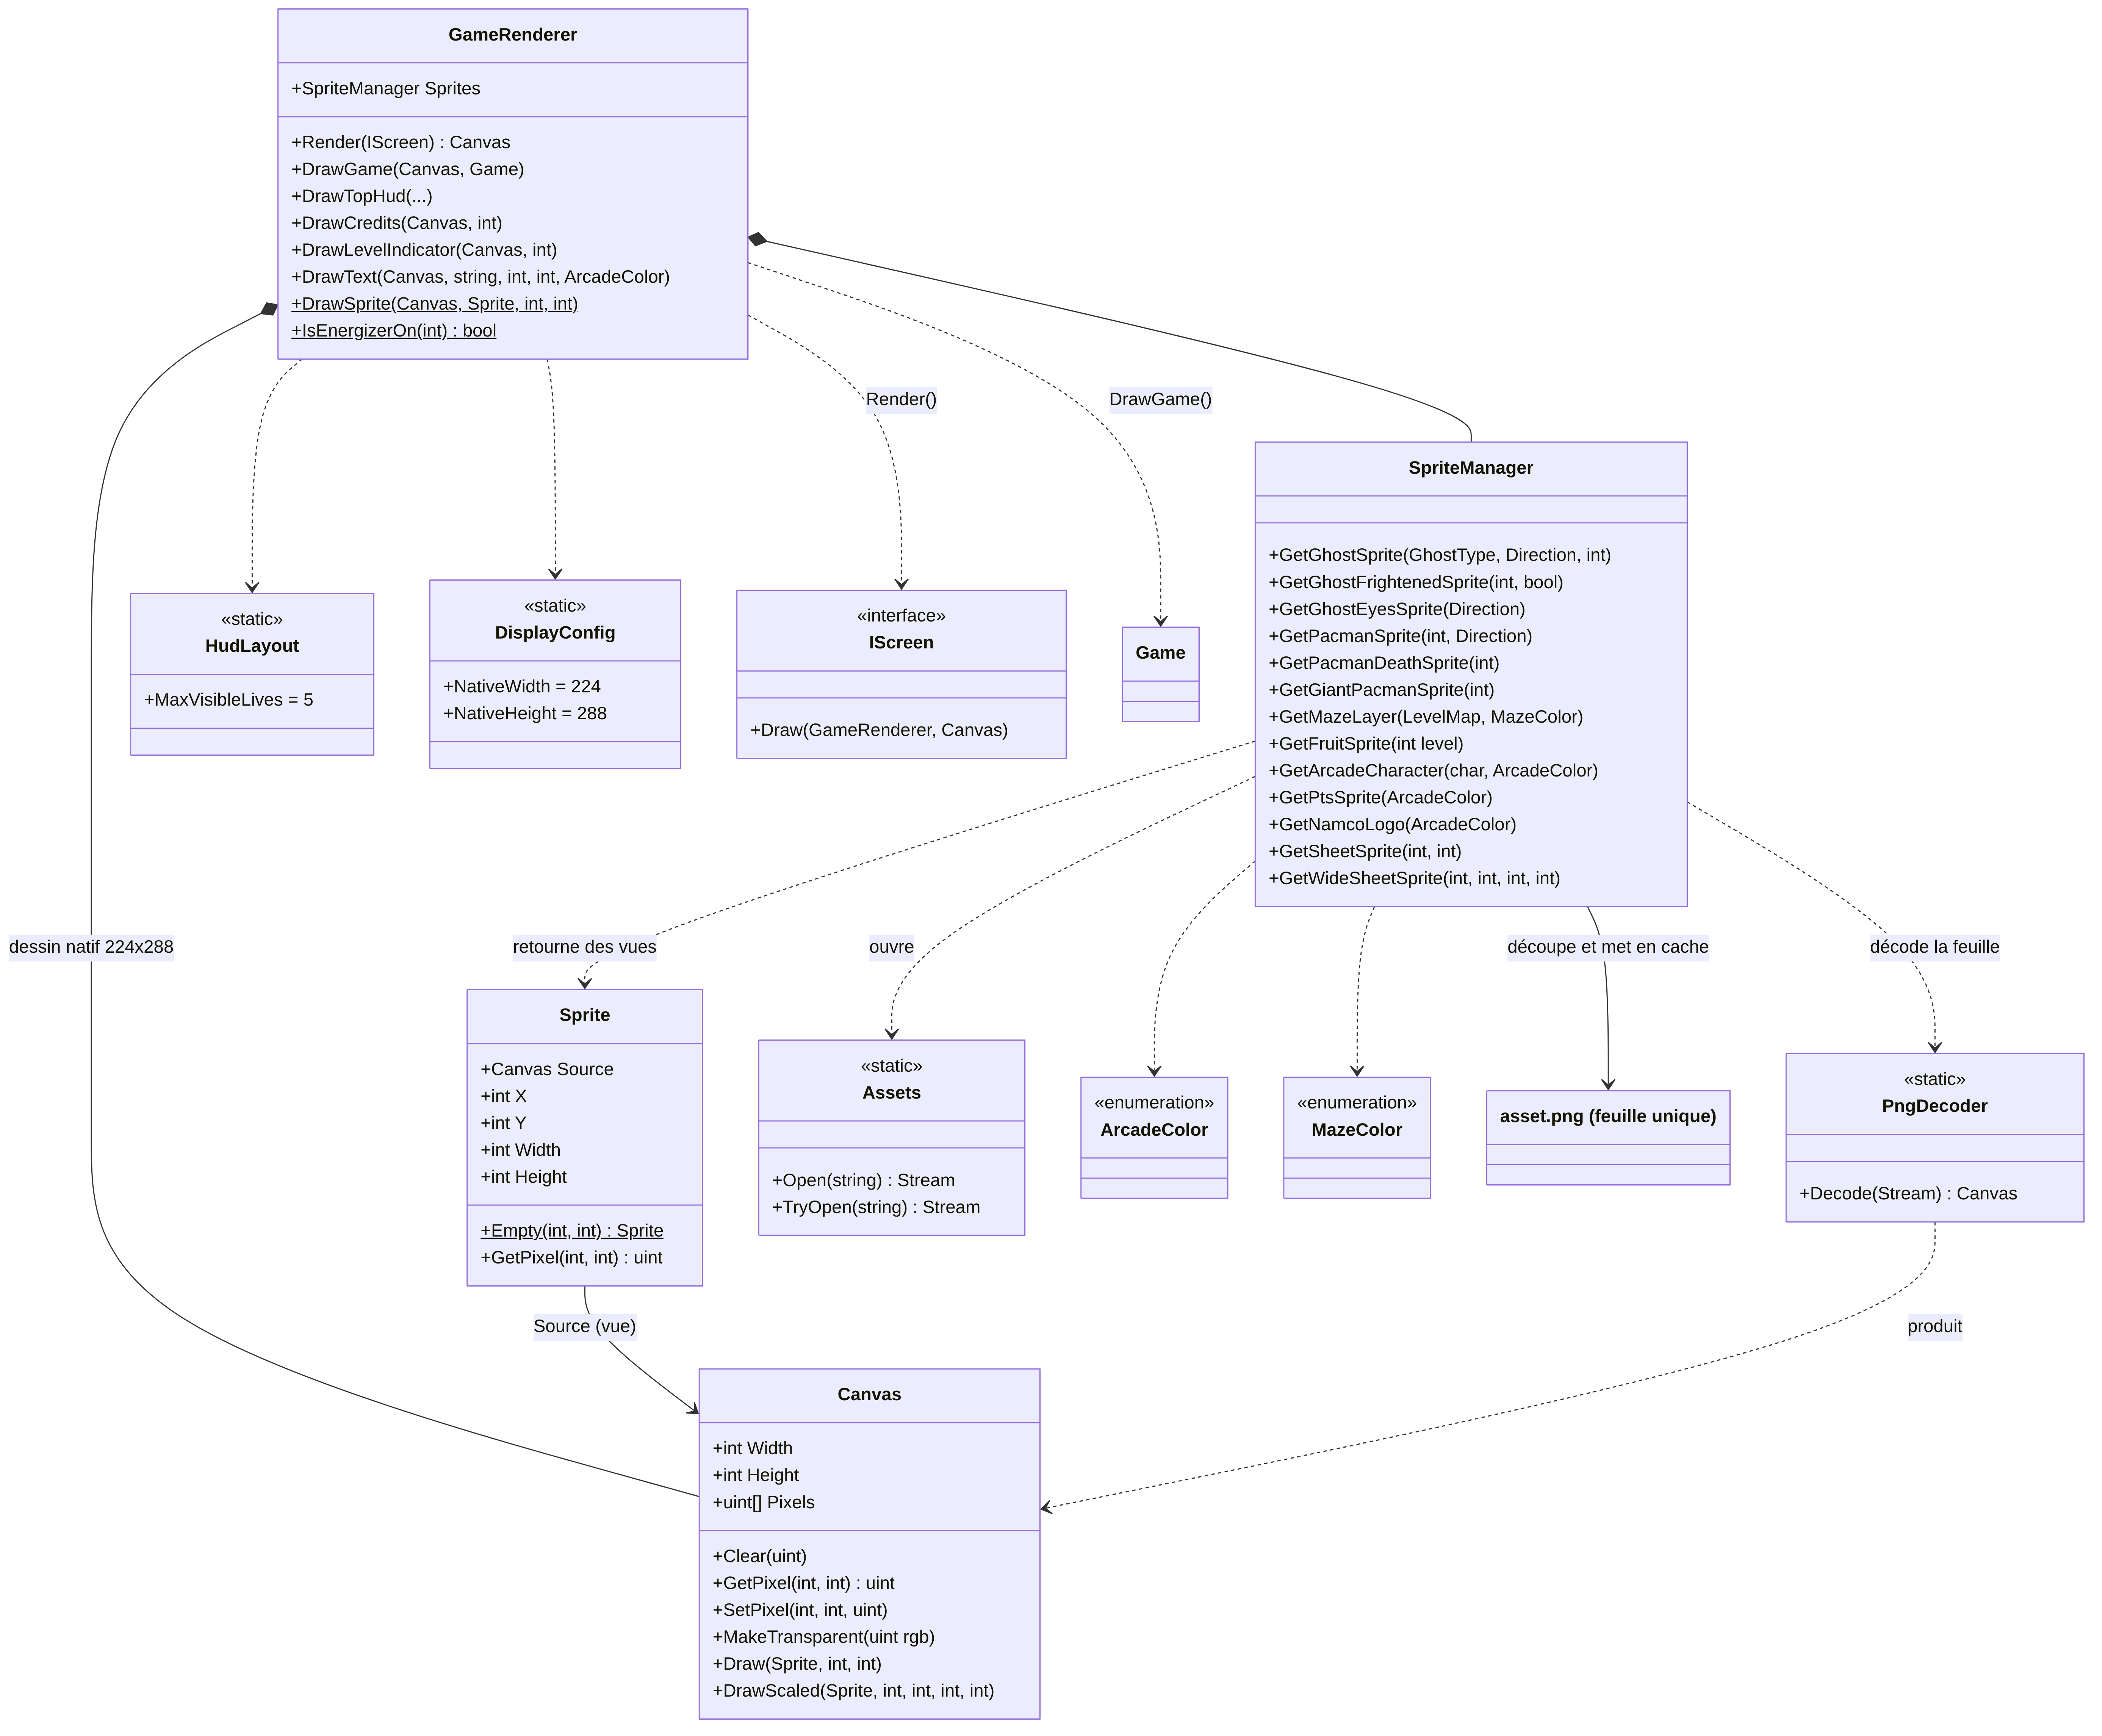 GameRenderer
+SpriteManager Sprites
+Render(IScreen) : Canvas
+DrawGame(Canvas, Game)
+DrawTopHud(...)
+DrawCredits(Canvas, int)
+DrawLevelIndicator(Canvas, int)
+DrawText(Canvas, string, int, int, ArcadeColor)
+DrawSprite(Canvas, Sprite, int, int)
+IsEnergizerOn(int) : bool
Render()
DrawGame()
«static»
HudLayout
+MaxVisibleLives = 5
«static»
DisplayConfig
+NativeWidth = 224
+NativeHeight = 288
«interface»
IScreen
+Draw(GameRenderer, Canvas)
Game
SpriteManager
+GetGhostSprite(GhostType, Direction, int)
+GetGhostFrightenedSprite(int, bool)
+GetGhostEyesSprite(Direction)
+GetPacmanSprite(int, Direction)
+GetPacmanDeathSprite(int)
+GetGiantPacmanSprite(int)
+GetMazeLayer(LevelMap, MazeColor)
+GetFruitSprite(int level)
+GetArcadeCharacter(char, ArcadeColor)
+GetPtsSprite(ArcadeColor)
+GetNamcoLogo(ArcadeColor)
+GetSheetSprite(int, int)
+GetWideSheetSprite(int, int, int, int)
dessin natif 224x288
retourne des vues
ouvre
découpe et met en cache
décode la feuille
Sprite
+Canvas Source
+int X
+int Y
+int Width
+int Height
+Empty(int, int) : Sprite
+GetPixel(int, int) : uint
«static»
Assets
+Open(string) : Stream
+TryOpen(string) : Stream
«enumeration»
ArcadeColor
«enumeration»
MazeColor
asset.png (feuille unique)
«static»
PngDecoder
+Decode(Stream) : Canvas
Source (vue)
produit
Canvas
+int Width
+int Height
+uint[] Pixels
+Clear(uint)
+GetPixel(int, int) : uint
+SetPixel(int, int, uint)
+MakeTransparent(uint rgb)
+Draw(Sprite, int, int)
+DrawScaled(Sprite, int, int, int, int)